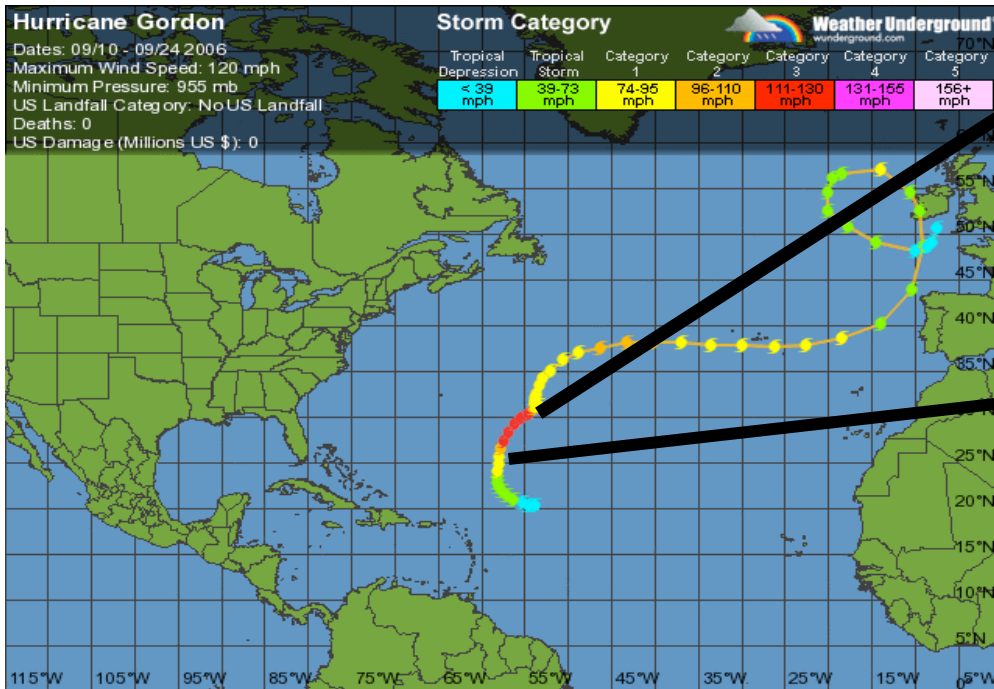 Hurricane Gordon
Dates: 09/10 - 09/24 2006
Maximum Wind Speed: 120 mph
Minimum Pressure: 955 mb
US Landfall Category: No US Landfall
Deaths: 0
US Damage (Millions US $): 0
Storm Category
Weather Underground
wunderground.com
Tropical Depression
Tropical Storm
Category 1
Category 2
Category 3
Category 4
Category 5
< 39 mph
39-73 mph
74-95 mph
96-110 mph
111-130 mph
131-155 mph
156+ mph
70°N
55°N
50°N
45°N
40°N
35°N
25°N
20°N
15°N
10°N
5°N
0°
115°W
105°W
95°W
85°W
75°W
65°W
55°W
45°W
35°W
25°W
15°W
5°W